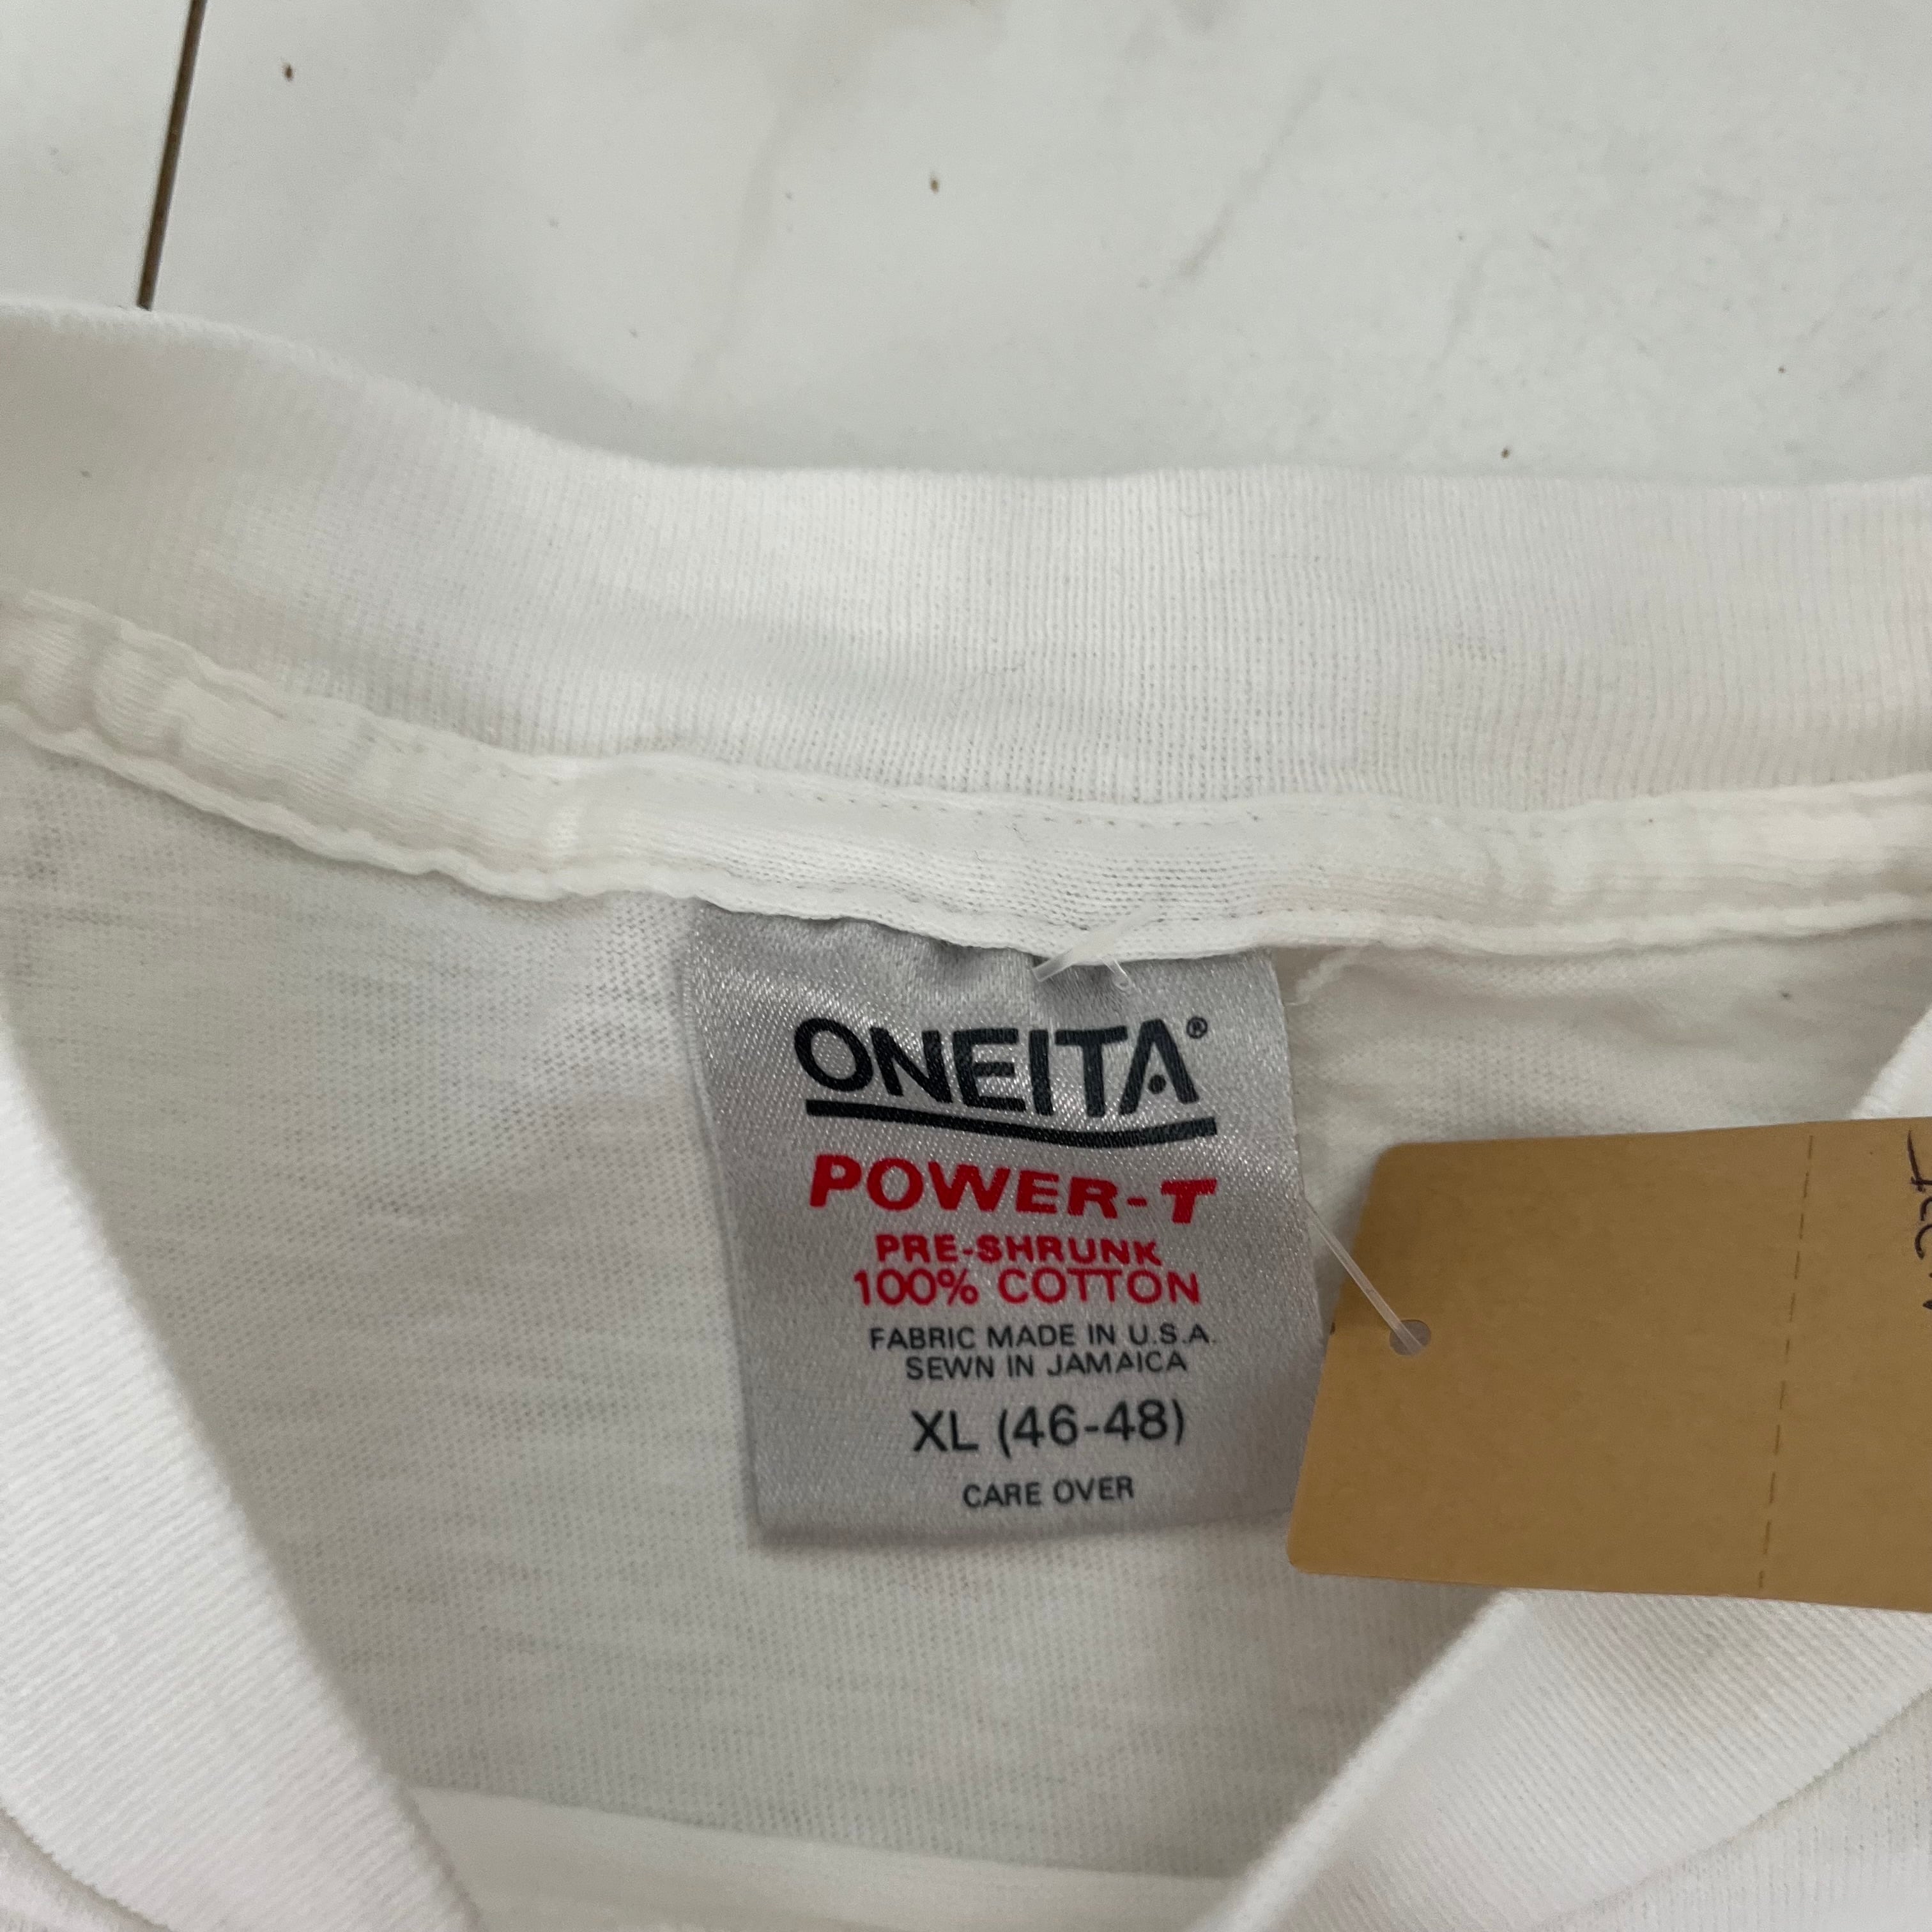 ONEITA®
POWER-T
PRE-SHRUNK
100% COTTON
FABRIC MADE IN U.S.A.
SEWN IN JAMAICA
XL (46-48)
CARE OVER